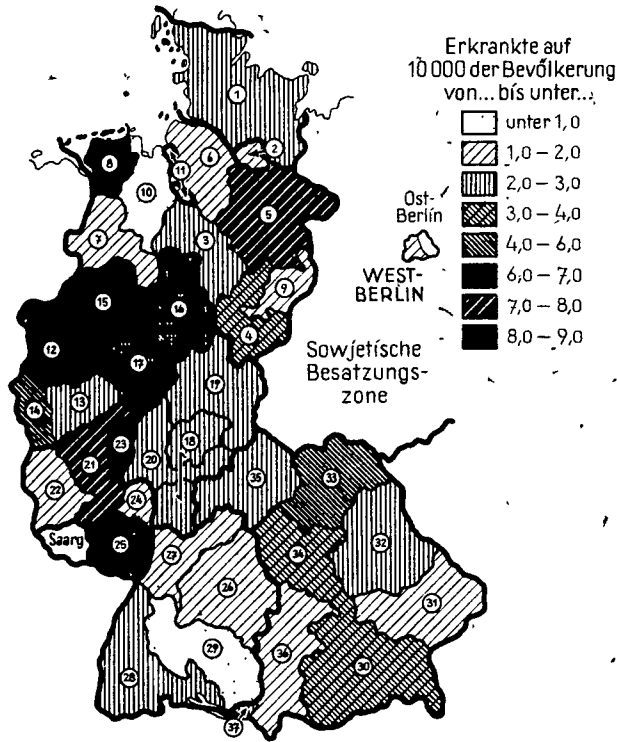 Erkrankte auf
10 000 der Bevölkerung
von... bis unter...
unter 1,0
1,0 – 2,0
2,0 – 3,0
3,0 – 4,0
4,0 – 6,0
6,0 – 7,0
7,0 – 8,0
8,0 – 9,0
Ost-
Berlin
WEST-
BERLIN
Sowjetische
Besatzungs-
zone
1
2
8
6
11
10
5
7
3
9
15
16
4
12
17
19
14
13
18
23
20
21
35
33
22
24
Saarg
25
27
34
32
26
31
29
36
30
28
37